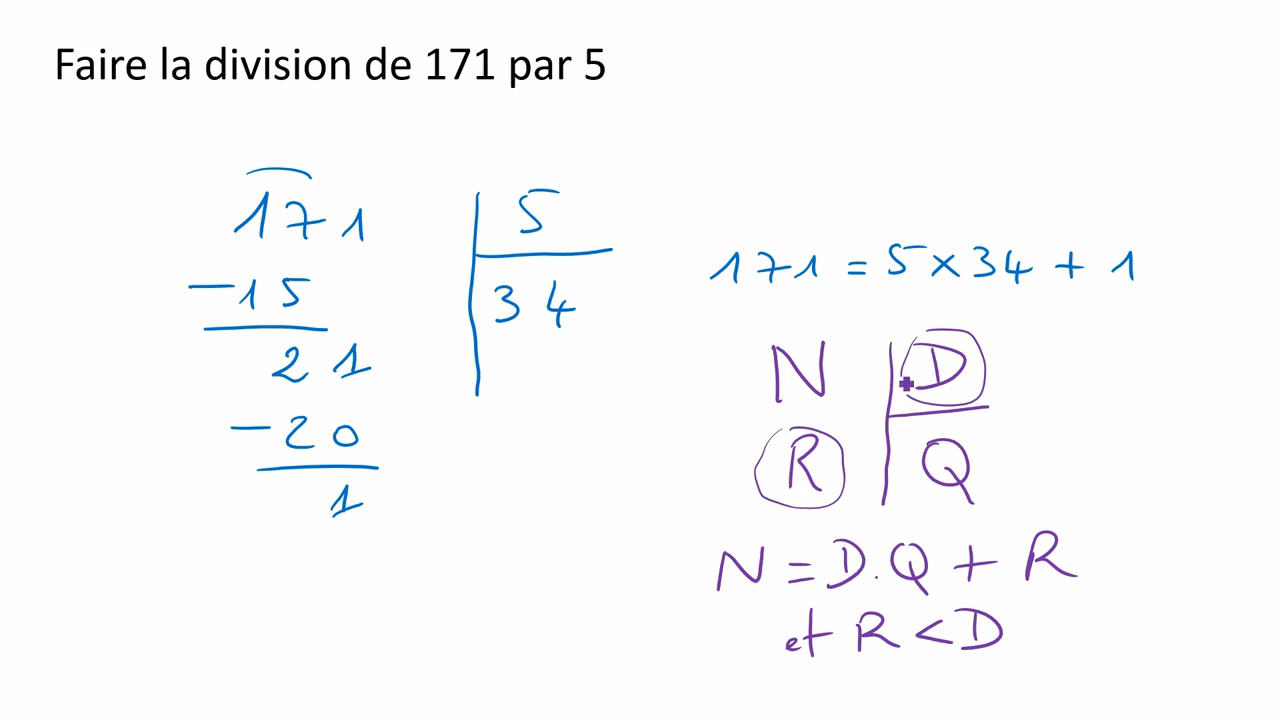 Faire la division de 171 par 5
171 5
-15 34
21
-20
1
171 = 5 × 34 + 1
N D
R Q
N = D.Q + R
et R < D